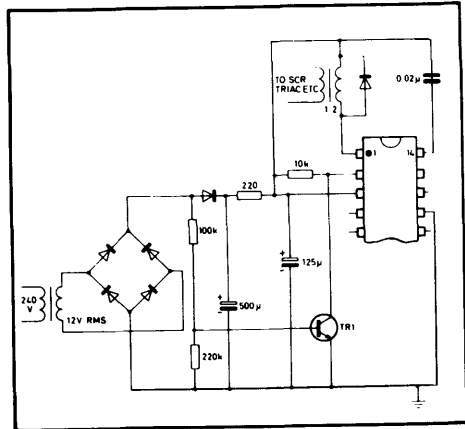 TO SCR
TRIAC ETC
1 2
0·02µ
1
14
10k
220
100k
125µ
+
-
240
V
12V RMS
+
-
500µ
TR1
220k